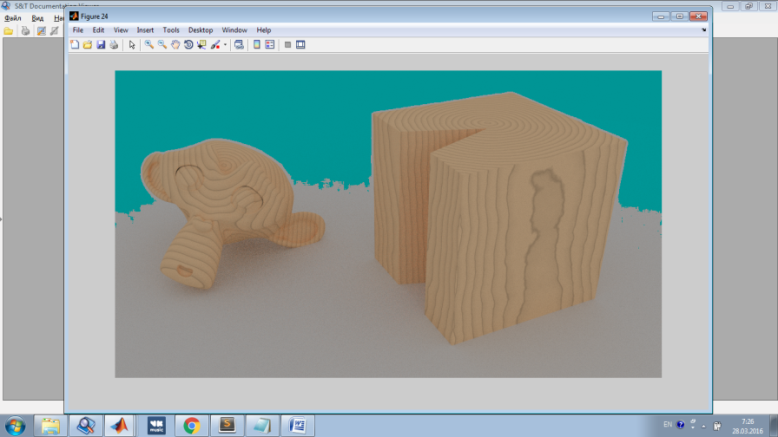 S&T Documentation
Figure 24
Файл Вид
File Edit View Insert Tools Desktop Window Help
music
S
W
EN
7:26
28.03.2016